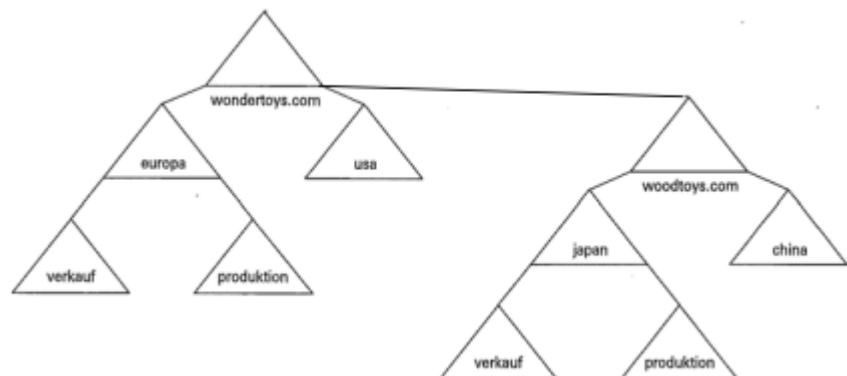 wondertoys.com
europa
usa
woodtoys.com
verkauf
produktion
japan
china
verkauf
produktion